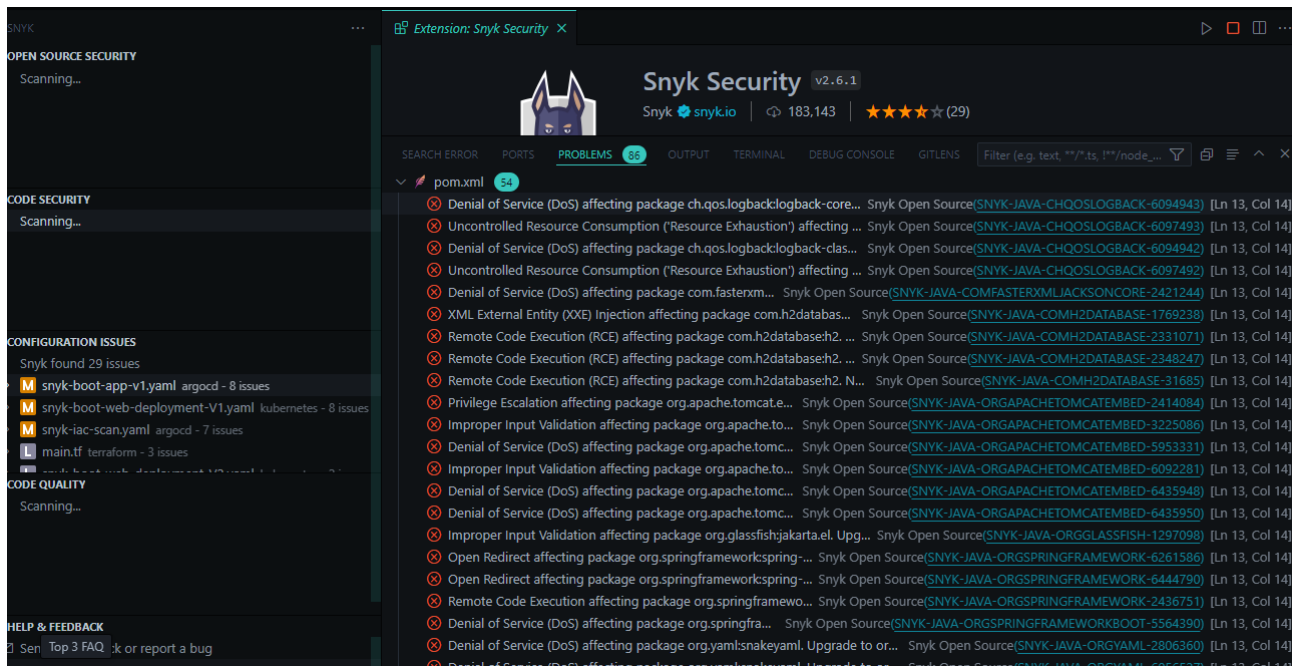 SNYK
OPEN SOURCE SECURITY
Scanning...
CODE SECURITY
Scanning...
CONFIGURATION ISSUES
Snyk found 29 issues
M snyk-boot-app-v1.yaml argocd - 8 issues
M snyk-boot-web-deployment-V1.yaml kubernetes - 8 issues
M snyk-iac-scan.yaml argocd - 7 issues
L main.tf terraform - 3 issues
CODE QUALITY
Scanning...
HELP & FEEDBACK
Top 3 FAQ
or report a bug
Extension: Snyk Security
Snyk Security v2.6.1
Snyk snyk.io 183,143 (29)
SEARCH ERROR PORTS PROBLEMS 86 OUTPUT TERMINAL DEBUG CONSOLE GITLENS Filter (e.g. text, **/*.ts, !**/node_...
pom.xml 54
Denial of Service (DoS) affecting package ch.qos.logback:logback-core... Snyk Open Source(SNYK-JAVA-CHQOSLOGBACK-6094943) [Ln 13, Col 14]
Uncontrolled Resource Consumption ('Resource Exhaustion') affecting ... Snyk Open Source(SNYK-JAVA-CHQOSLOGBACK-6097493) [Ln 13, Col 14]
Denial of Service (DoS) affecting package ch.qos.logback:logback-clas... Snyk Open Source(SNYK-JAVA-CHQOSLOGBACK-6094942) [Ln 13, Col 14]
Uncontrolled Resource Consumption ('Resource Exhaustion') affecting ... Snyk Open Source(SNYK-JAVA-CHQOSLOGBACK-6097492) [Ln 13, Col 14]
Denial of Service (DoS) affecting package com.fasterxm... Snyk Open Source(SNYK-JAVA-COMFASTERXMLJACKSONCORE-2421244) [Ln 13, Col 14]
XML External Entity (XXE) Injection affecting package com.h2databas... Snyk Open Source(SNYK-JAVA-COMH2DATABASE-1769238) [Ln 13, Col 14]
Remote Code Execution (RCE) affecting package com.h2database:h2. ... Snyk Open Source(SNYK-JAVA-COMH2DATABASE-2331071) [Ln 13, Col 14]
Remote Code Execution (RCE) affecting package com.h2database:h2. ... Snyk Open Source(SNYK-JAVA-COMH2DATABASE-2348247) [Ln 13, Col 14]
Remote Code Execution (RCE) affecting package com.h2database:h2. N... Snyk Open Source(SNYK-JAVA-COMH2DATABASE-31685) [Ln 13, Col 14]
Privilege Escalation affecting package org.apache.tomcat.e... Snyk Open Source(SNYK-JAVA-ORGAPACHETOMCATEMBED-2414084) [Ln 13, Col 14]
Improper Input Validation affecting package org.apache.to... Snyk Open Source(SNYK-JAVA-ORGAPACHETOMCATEMBED-3225086) [Ln 13, Col 14]
Denial of Service (DoS) affecting package org.apache.tomc... Snyk Open Source(SNYK-JAVA-ORGAPACHETOMCATEMBED-5953331) [Ln 13, Col 14]
Improper Input Validation affecting package org.apache.to... Snyk Open Source(SNYK-JAVA-ORGAPACHETOMCATEMBED-6092281) [Ln 13, Col 14]
Denial of Service (DoS) affecting package org.apache.tomc... Snyk Open Source(SNYK-JAVA-ORGAPACHETOMCATEMBED-6435948) [Ln 13, Col 14]
Denial of Service (DoS) affecting package org.apache.tomc... Snyk Open Source(SNYK-JAVA-ORGAPACHETOMCATEMBED-6435950) [Ln 13, Col 14]
Improper Input Validation affecting package org.glassfish:jakarta.el. Upg... Snyk Open Source(SNYK-JAVA-ORGGLASSFISH-1297098) [Ln 13, Col 14]
Open Redirect affecting package org.springframework:spring-... Snyk Open Source(SNYK-JAVA-ORGSPRINGFRAMEWORK-6261586) [Ln 13, Col 14]
Open Redirect affecting package org.springframework:spring-... Snyk Open Source(SNYK-JAVA-ORGSPRINGFRAMEWORK-6444790) [Ln 13, Col 14]
Remote Code Execution affecting package org.springframewo... Snyk Open Source(SNYK-JAVA-ORGSPRINGFRAMEWORK-2436751) [Ln 13, Col 14]
Denial of Service (DoS) affecting package org.springfra... Snyk Open Source(SNYK-JAVA-ORGSPRINGFRAMEWORKBOOT-5564390) [Ln 13, Col 14]
Denial of Service (DoS) affecting package org.yaml:snakeyaml. Upgrade to or... Snyk Open Source(SNYK-JAVA-ORGYAML-2806360) [Ln 13, Col 14]